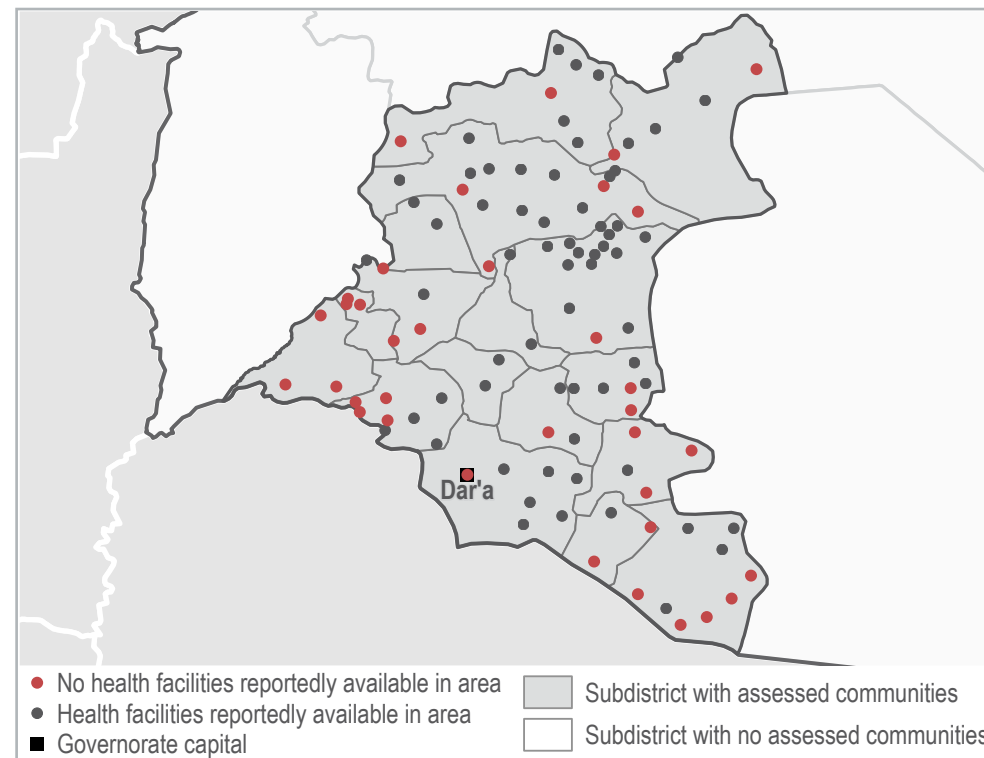 Dar'a
No health facilities reportedly available in area
Health facilities reportedly available in area
Governorate capital
Subdistrict with assessed communities
Subdistrict with no assessed communities